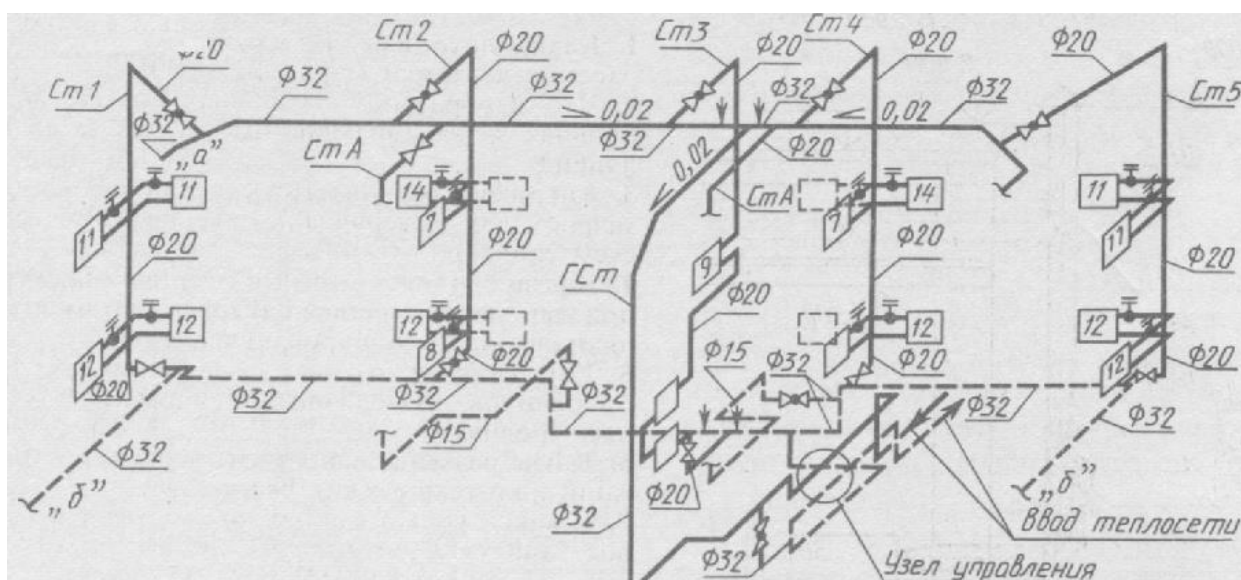 Ст1
Ф20
Ст2
Ф20
Ст3
Ф20
Ст4
Ф20
Ф20
Ст5
Ф32
Ф32
Ф32
0,02
Ф32
Ф32
0,02
Ф32
„а”
СтА
0,02
Ф20
СтА
11
11
14
7
14
7
11
11
Ф20
Ф20
ГСт
9
Ф20
Ф20
Ф20
12
12
12
8
12
12
12
Ф20
Ф20
Ф15
Ф20
Ф20
Ф32
Ф32
Ф32
Ф32
Ф32
Ф32
Ф15
Ф32
„б”
Ф20
„б”
Ф32
Ф32
Ввод теплосети
Узел управления